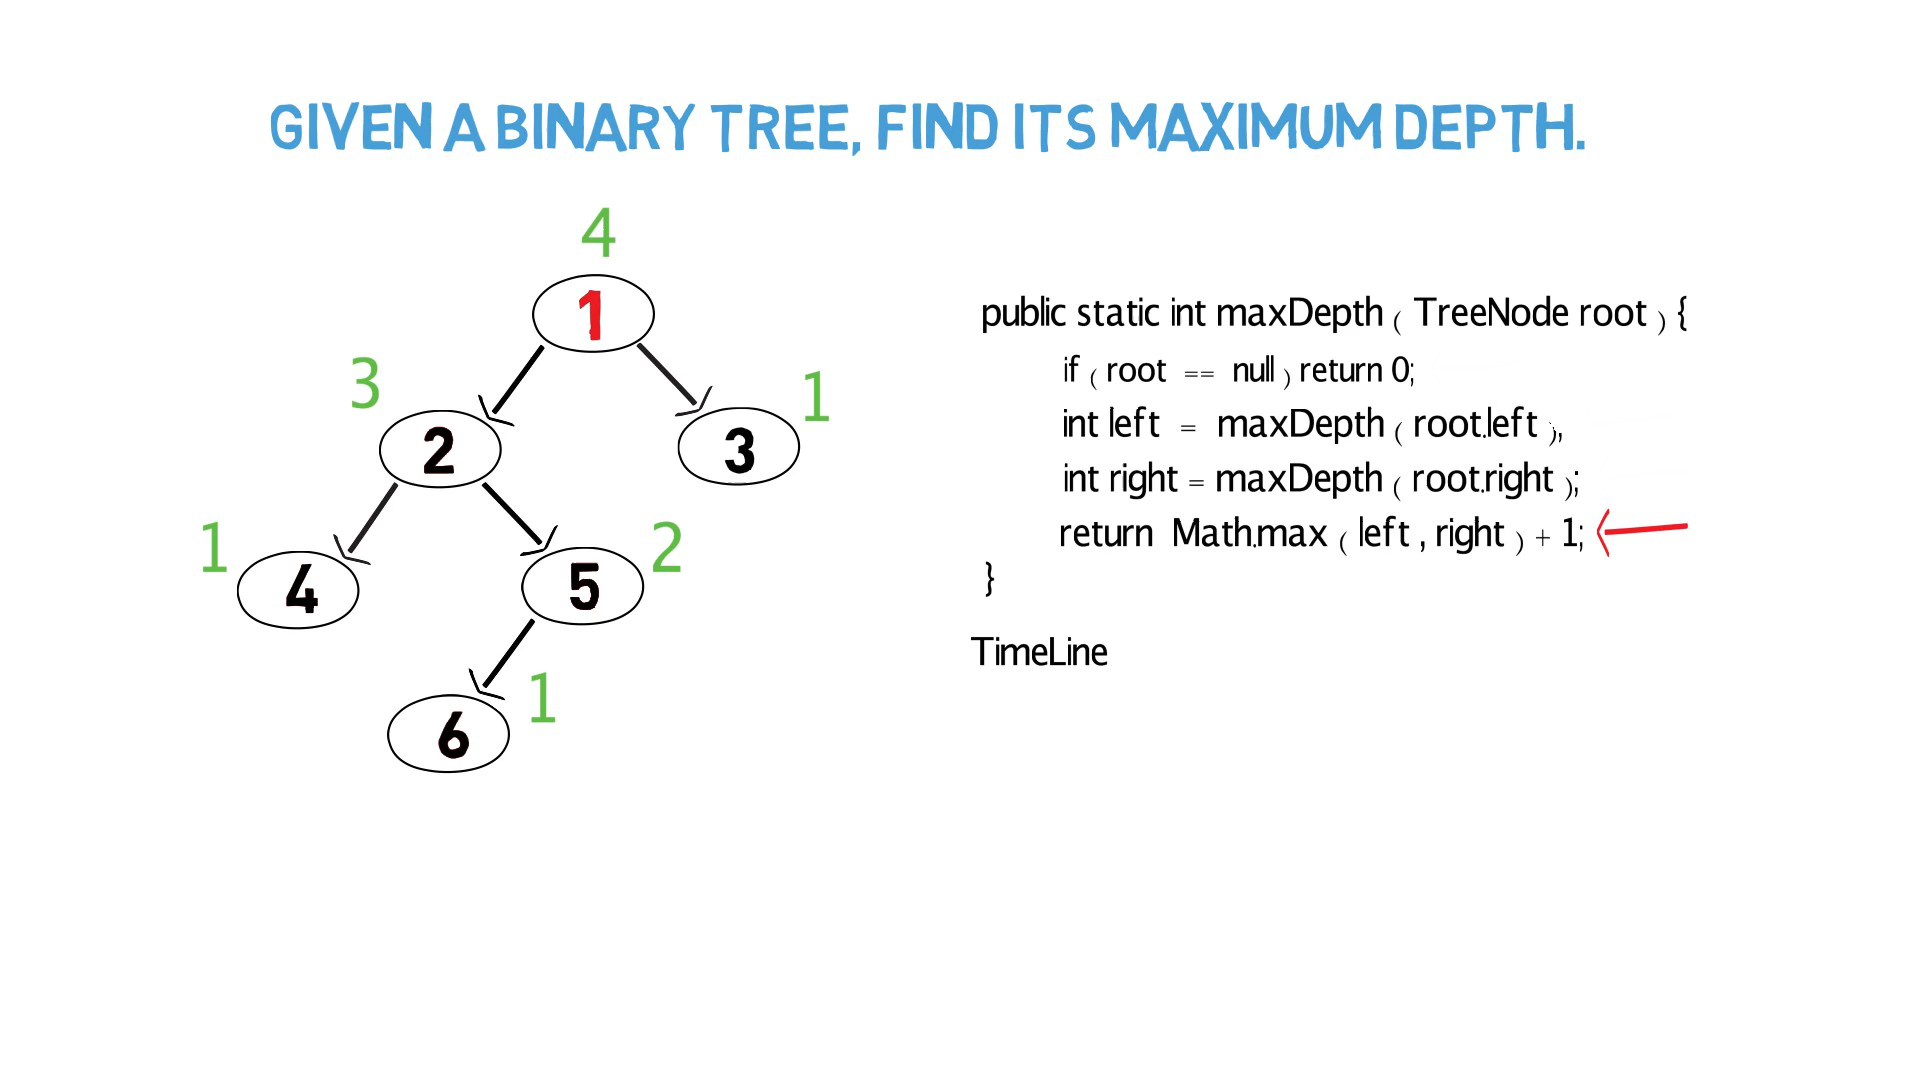 GIVEN A BINARY TREE, FIND ITS MAXIMUM DEPTH.
4
1
3
1
2
3
1
2
4
5
1
6
public static int maxDepth ( TreeNode root ) {
if ( root == null ) return 0;
int left = maxDepth ( root.left );
int right = maxDepth ( root.right );
return Math.max ( left , right ) + 1;
}
TimeLine